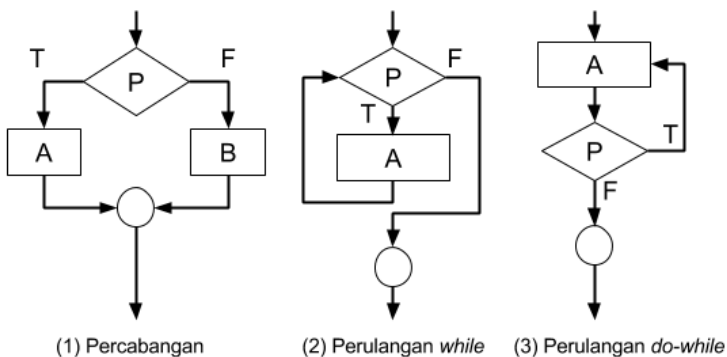 T
P
F
A
B
(1) Percabangan
P
F
T
A
(2) Perulangan while
A
P
T
F
(3) Perulangan do-while